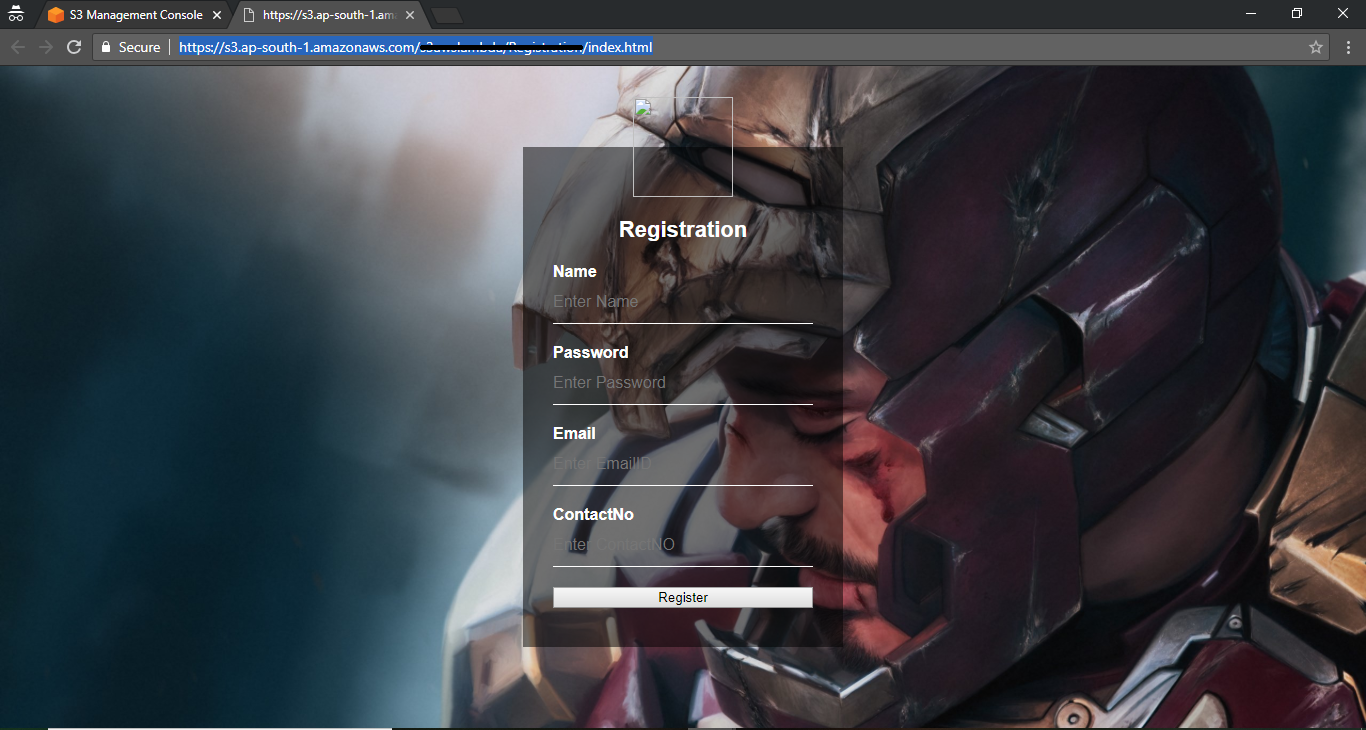 S3 Management Console
https://s3.ap-south-1.am
Secure
https://s3.ap-south-1.amazonaws.com/ /index.html
Registration
Name
Enter Name
Password
Enter Password
Email
Enter EmailID
ContactNo
Enter ContactNO
Register